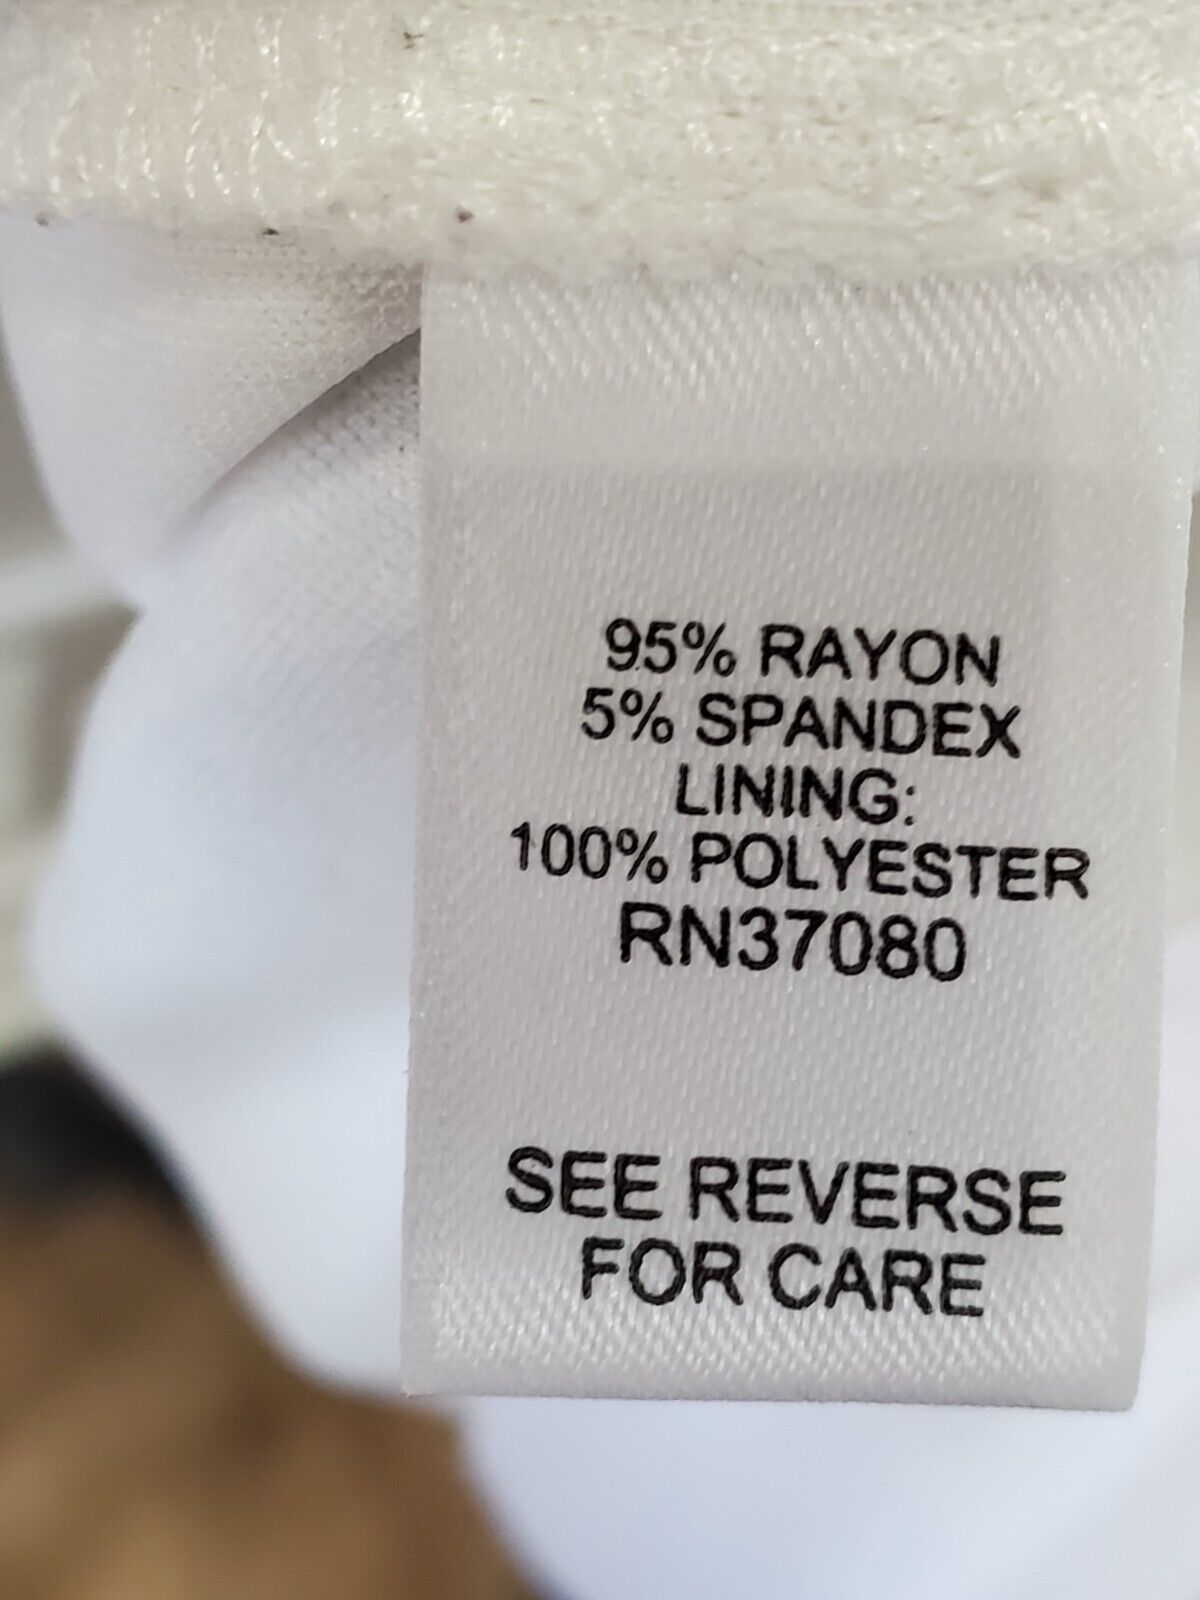 95% RAYON
5% SPANDEX
LINING:
100% POLYESTER
RN37080
SEE REVERSE
FOR CARE